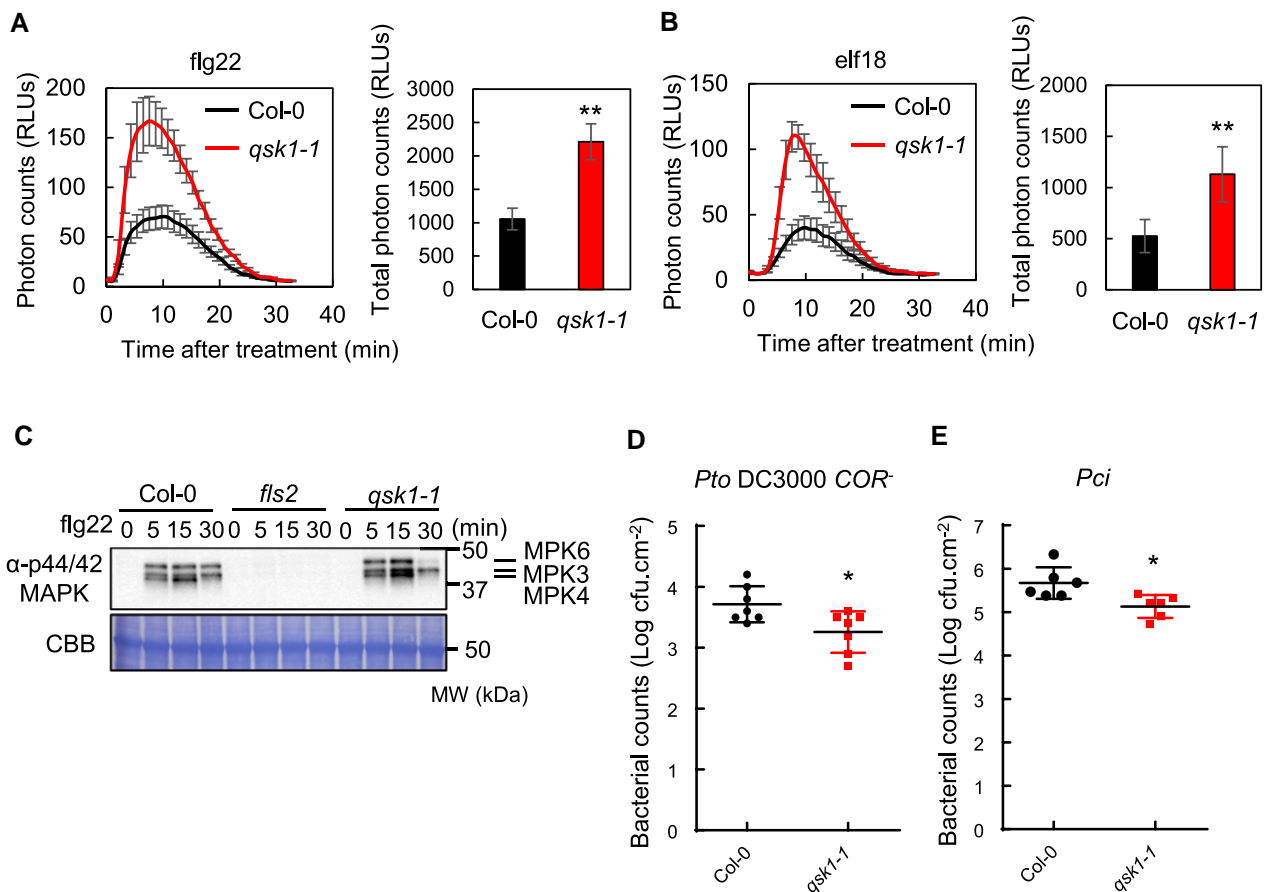 A
flg22
Photon counts (RLUs)
200
150
100
50
0
0 10 20 30 40
Time after treatment (min)
Col-0
qsk1-1
Total photon counts (RLUs)
3000
2500
2000
1500
1000
500
0
**
Col-0 qsk1-1
B
elf18
Photon counts (RLUs)
150
100
50
0
0 10 20 30 40
Time after treatment (min)
Col-0
qsk1-1
Total photon counts (RLUs)
2000
1500
1000
500
0
**
Col-0 qsk1-1
C
Col-0 fls2 qsk1-1
flg22 0 5 15 30 0 5 15 30 0 5 15 30 (min)
α-p44/42
MAPK
50
37
MPK6
MPK3
MPK4
CBB
50
MW (kDa)
D
Pto DC3000 COR-
Bacterial counts (Log cfu.cm-2)
5
4
3
2
1
0
*
Col-0
qsk1-1
E
Pci
Bacterial counts (Log cfu.cm-2)
7
6
5
4
3
2
1
0
*
Col-0
qsk1-1